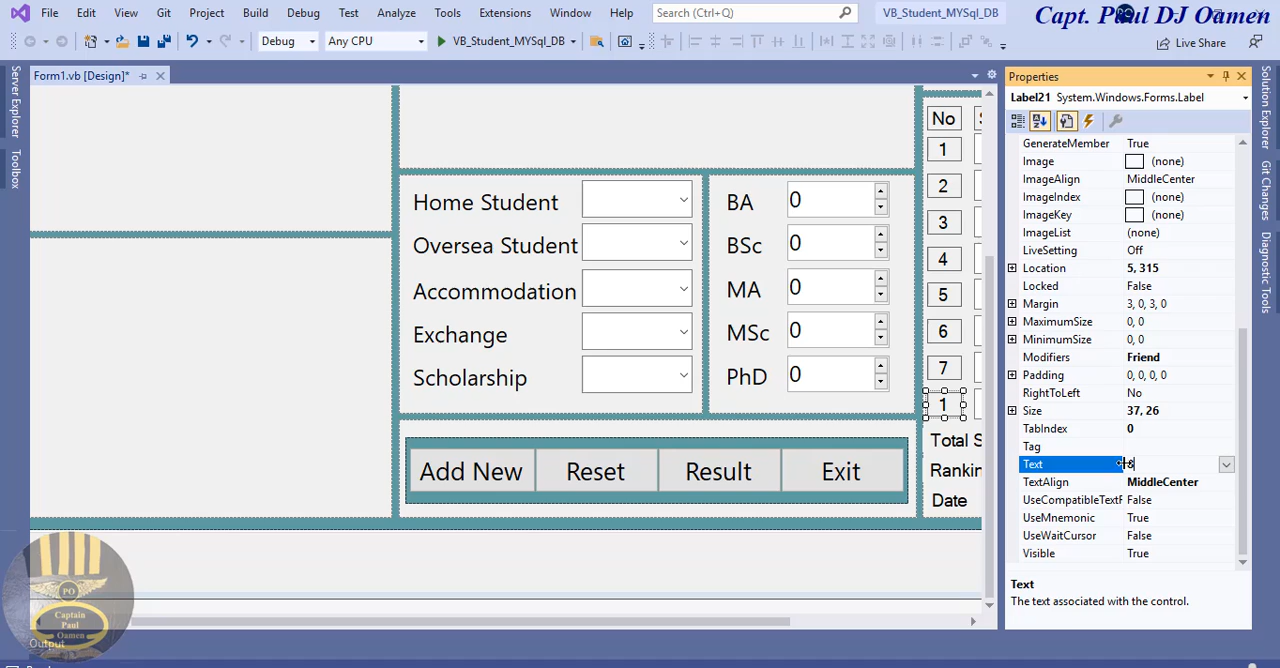 File Edit View Git Project Build Debug Test Analyze Tools Extensions Window Help Search (Ctrl+Q) VB_Student_MYSql_DB
Capt. Paul DJ Oamen
Debug Any CPU VB_Student_MYSql_DB Live Share
Form1.vb [Design]*
Server Explorer
Toolbox
Home Student
Oversea Student
Accommodation
Exchange
Scholarship
BA 0
BSc 0
MA 0
MSc 0
PhD 0
No S
1
2
3
4
5
6
7
1
Total S
Rankin
Date
Add New Reset Result Exit
Properties
Label21 System.Windows.Forms.Label
GenerateMember True
Image (none)
ImageAlign MiddleCenter
ImageIndex (none)
ImageKey (none)
ImageList (none)
LiveSetting Off
Location 5, 315
Locked False
Margin 3, 0, 3, 0
MaximumSize 0, 0
MinimumSize 0, 0
Modifiers Friend
Padding 0, 0, 0, 0
RightToLeft No
Size 37, 26
TabIndex 0
Tag
Text 8
TextAlign MiddleCenter
UseCompatibleTextF False
UseMnemonic True
UseWaitCursor False
Visible True
Text
The text associated with the control.
Solution Explorer
Git Changes
Diagnostic Tools
PO
Captain
Paul
Oamen
Output